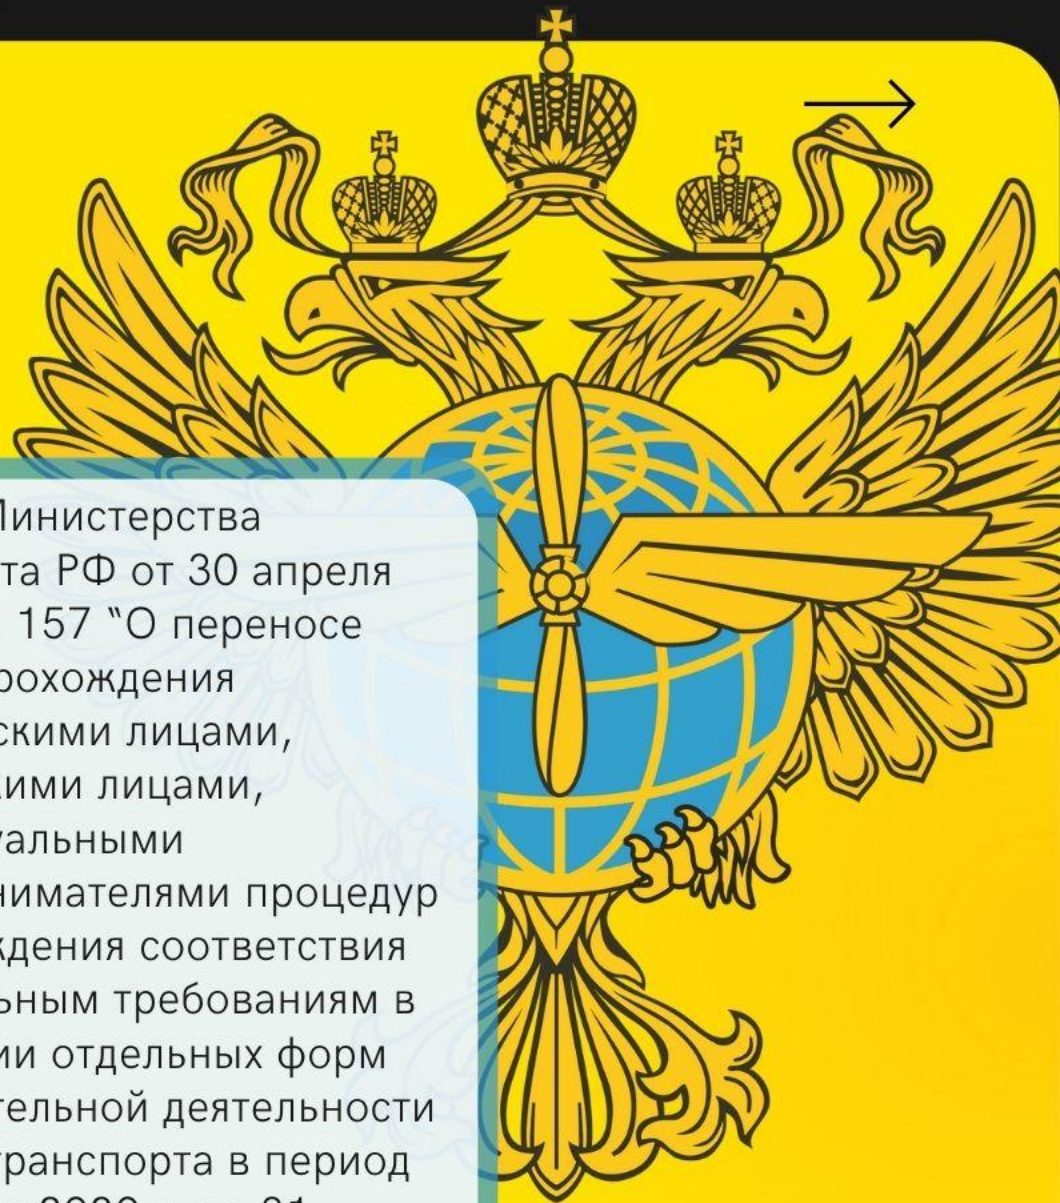 Министерства
та РФ от 30 апреля
157 “О переносе
рохождения
скими лицами,
кими лицами,
уальными
нимателями процедур
ждения соответствия
ьным требованиям в
ии отдельных форм
тельной деятельности
транспорта в период